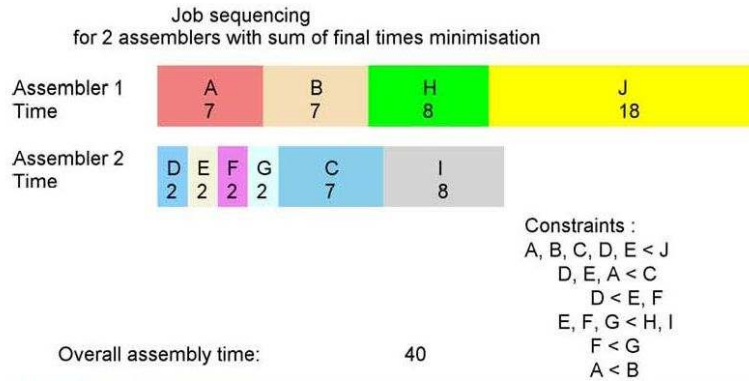 Job sequencing
for 2 assemblers with sum of final times minimisation
Assembler 1 A B H J
Time 7 7 8 18
Assembler 2 D E F G C I
Time 2 2 2 2 7 8
Constraints :
A, B, C, D, E < J
D, E, A < C
D < E, F
E, F, G < H, I
F < G
A < B
Overall assembly time: 40